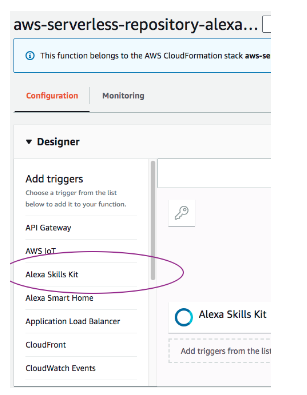 aws-serverless-repository-alexa...
This function belongs to the AWS CloudFormation stack aws-se
Configuration Monitoring
Designer
Add triggers
Choose a trigger from the list
below to add it to your function.
API Gateway
AWS IoT
Alexa Skills Kit
Alexa Smart Home
Alexa Skills Kit
Application Load Balancer
CloudFront
Add triggers from the list
CloudWatch Events